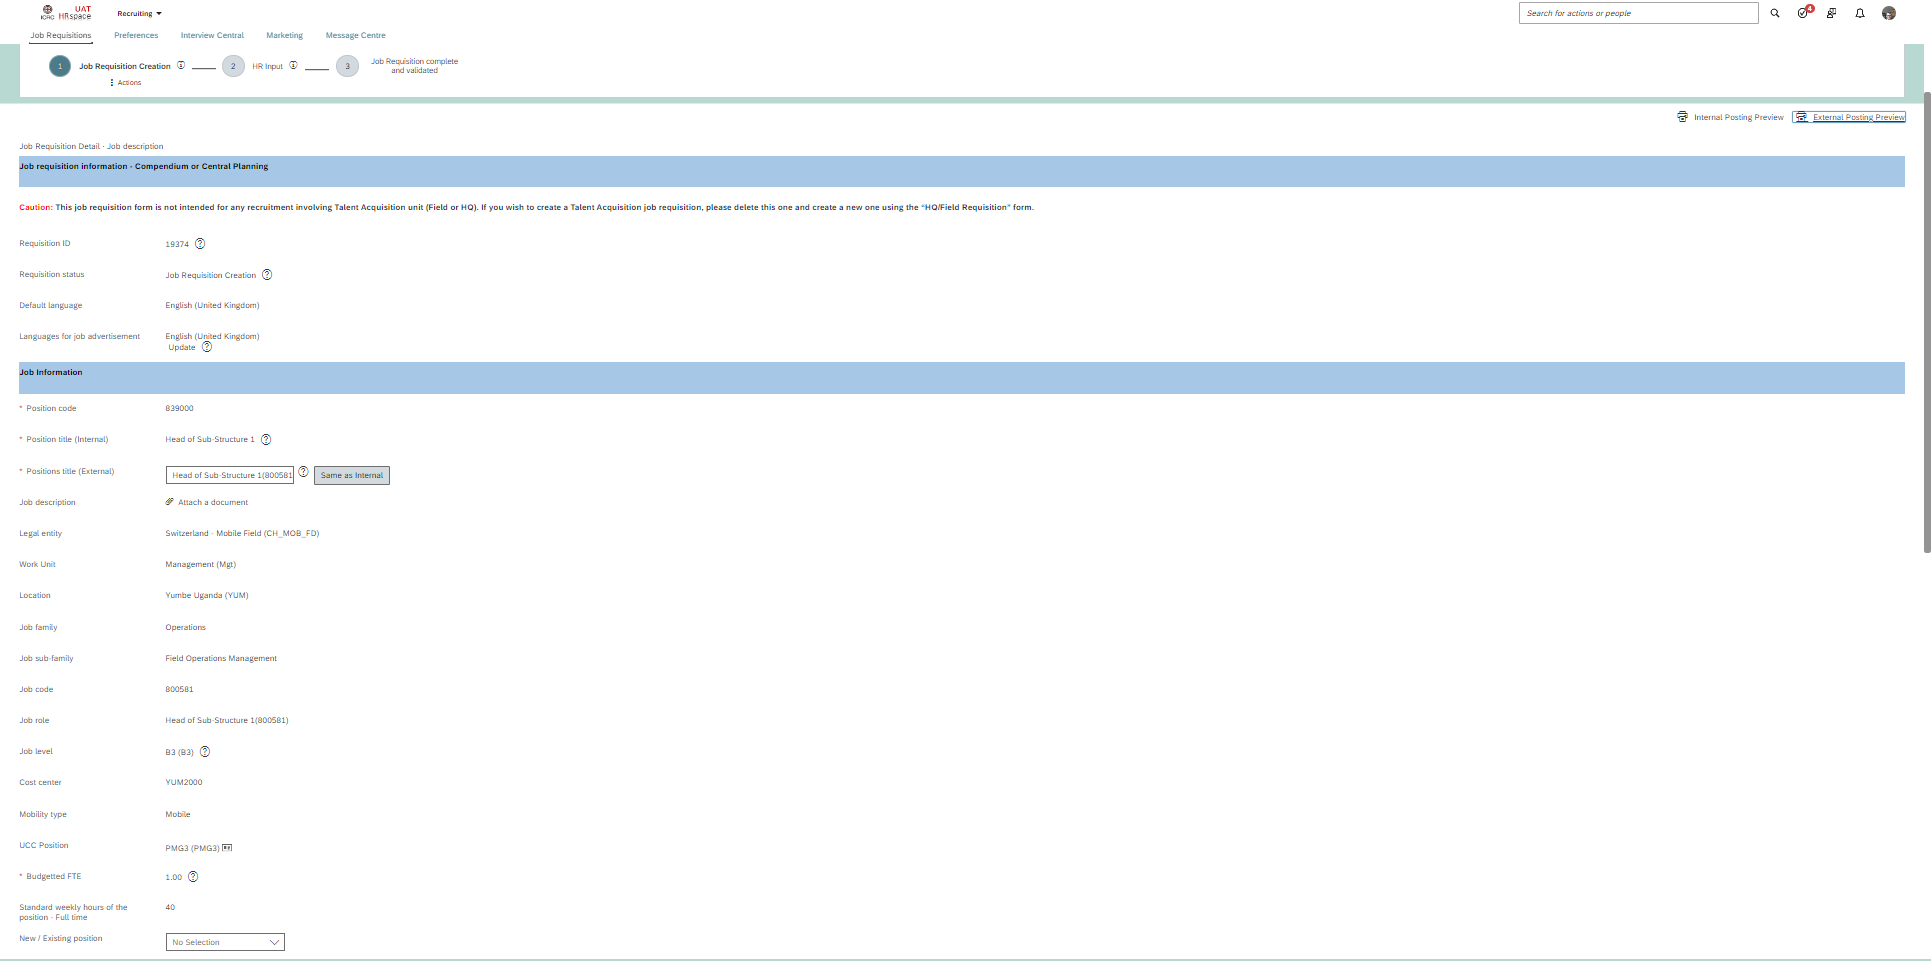 UAT
ICRC HRspace
Recruiting
Search for actions or people
4
Job Requisitions
Preferences
Interview Central
Marketing
Message Centre
1
Job Requisition Creation
2
HR Input
3
Job Requisition complete
and validated
Actions
Internal Posting Preview
External Posting Preview
Job Requisition Detail - Job description
Job requisition information - Compendium or Central Planning
Caution: This job requisition form is not intended for any recruitment involving Talent Acquisition unit (Field or HQ). If you wish to create a Talent Acquisition job requisition, please delete this one and create a new one using the "HQ/Field Requisition" form.
Requisition ID 19374
Requisition status Job Requisition Creation
Default language English (United Kingdom)
Languages for job advertisement English (United Kingdom)
Update
Job Information
* Position code 839000
* Position title (Internal) Head of Sub-Structure 1
* Positions title (External) Head of Sub-Structure 1(800581 Same as Internal
Job description Attach a document
Legal entity Switzerland - Mobile Field (CH_MOB_FD)
Work Unit Management (Mgt)
Location Yumbe Uganda (YUM)
Job family Operations
Job sub-family Field Operations Management
Job code 800581
Job role Head of Sub-Structure 1(800581)
Job level B3 (B3)
Cost center YUM2000
Mobility type Mobile
UCC Position PMG3 (PMG3)
* Budgetted FTE 1.00
Standard weekly hours of the 40
position - Full time
New / Existing position No Selection